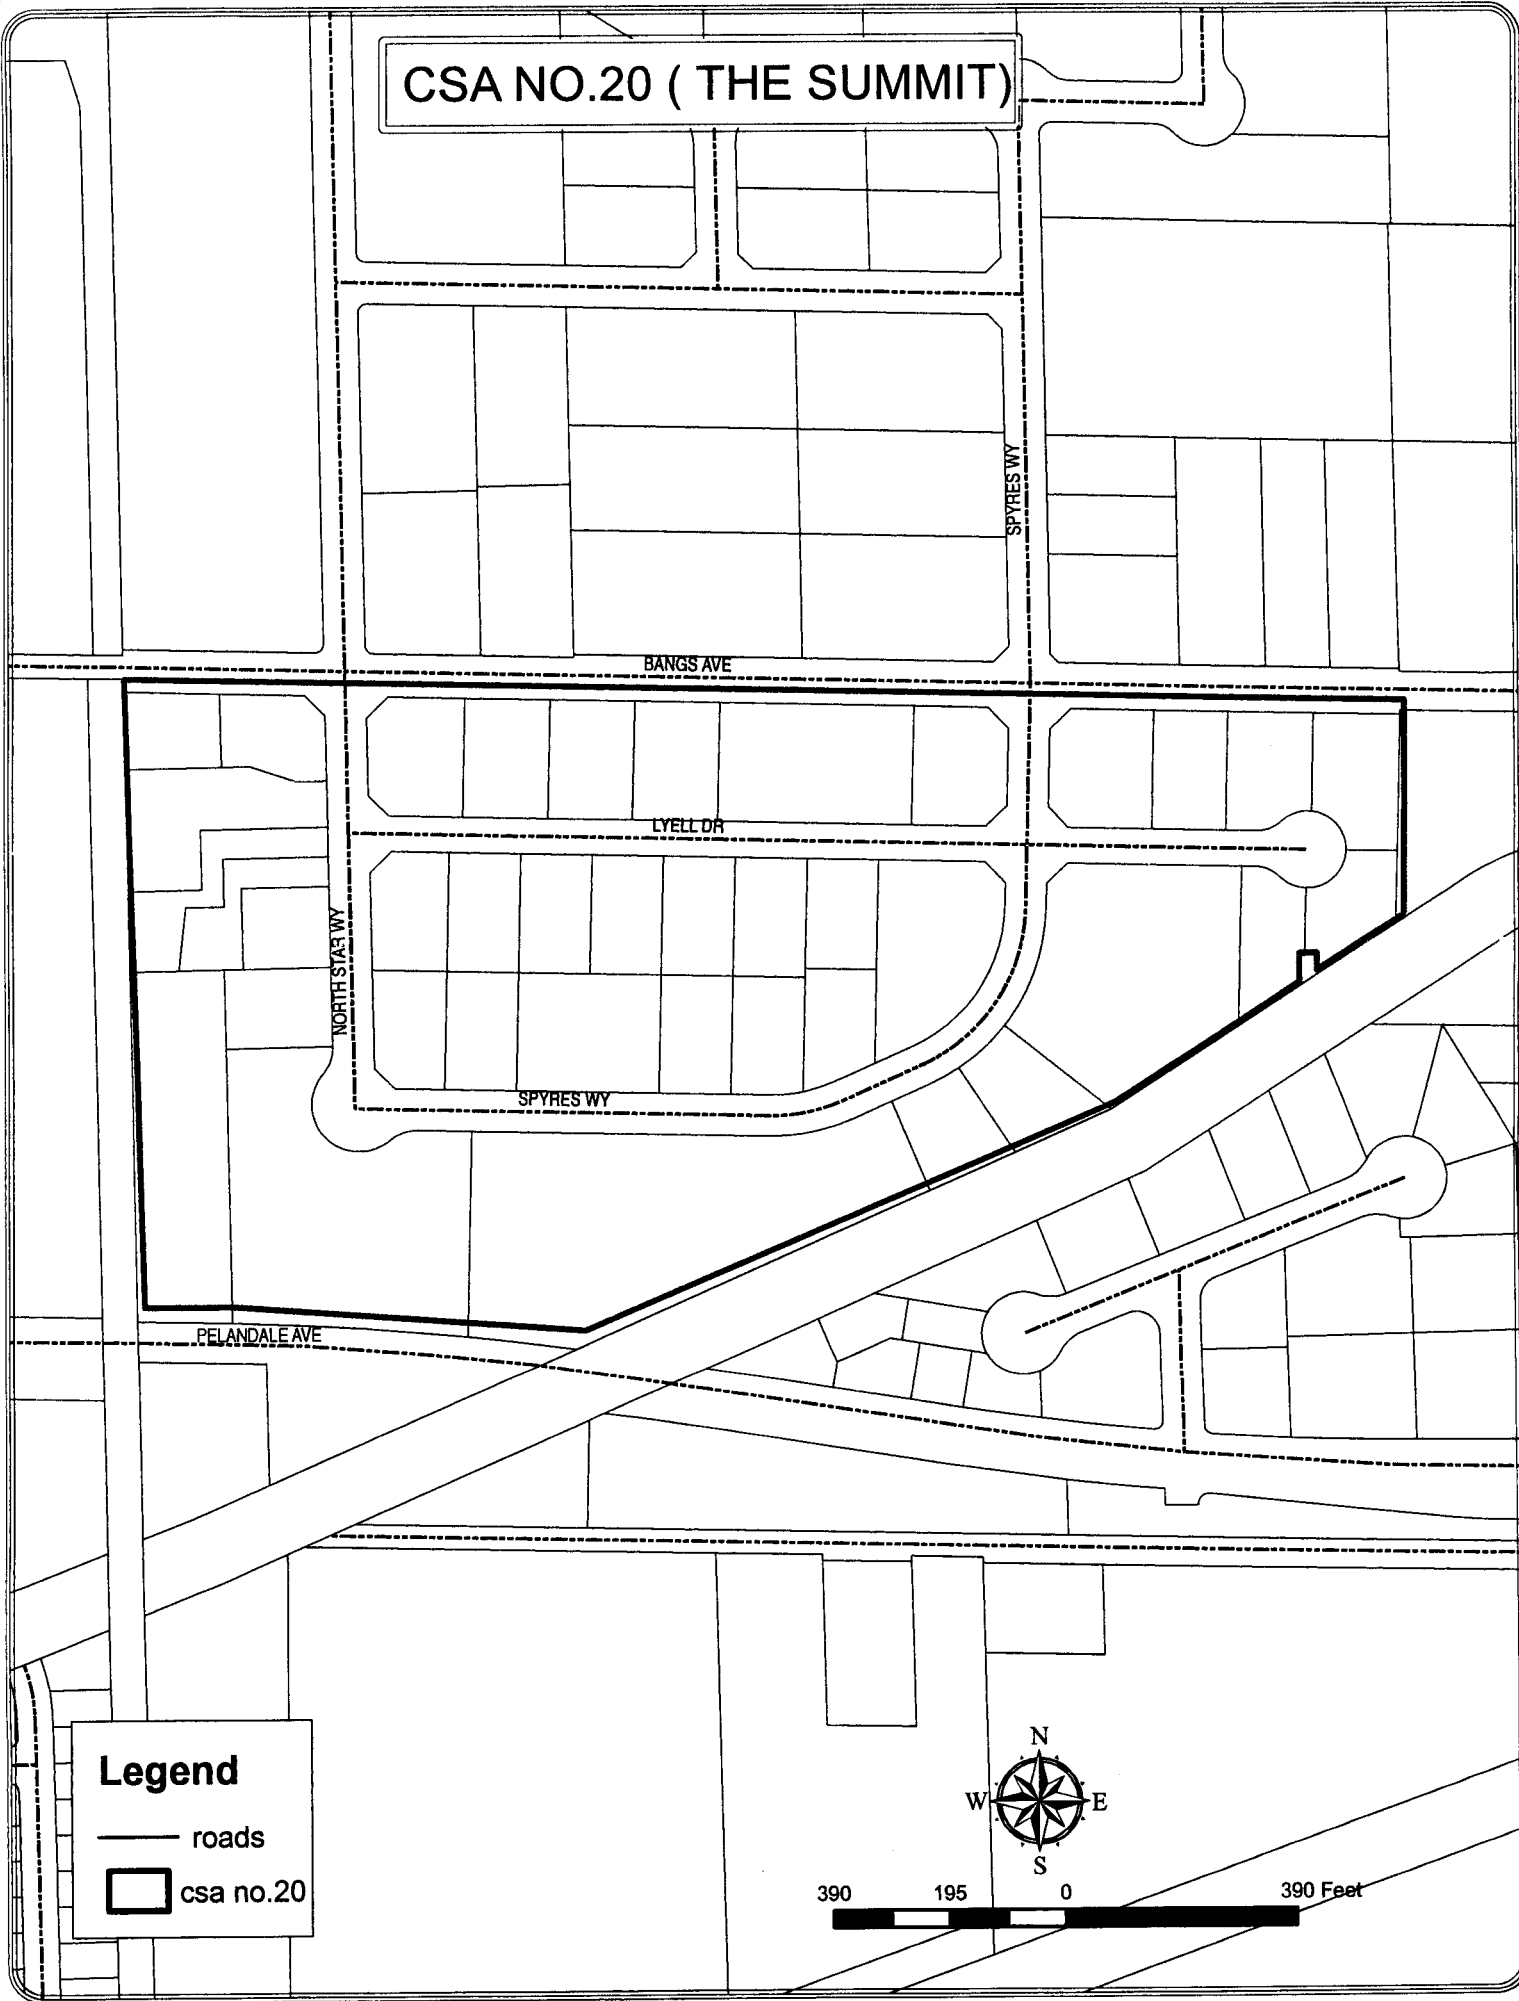 CSA NO.20 ( THE SUMMIT)
SPYRES WY
BANGS AVE
LYELL DR
NORTH STAR WY
SPYRES WY
PELANDALE AVE
Legend
roads
csa no.20
N
W E
S
390 195 0 390 Feet